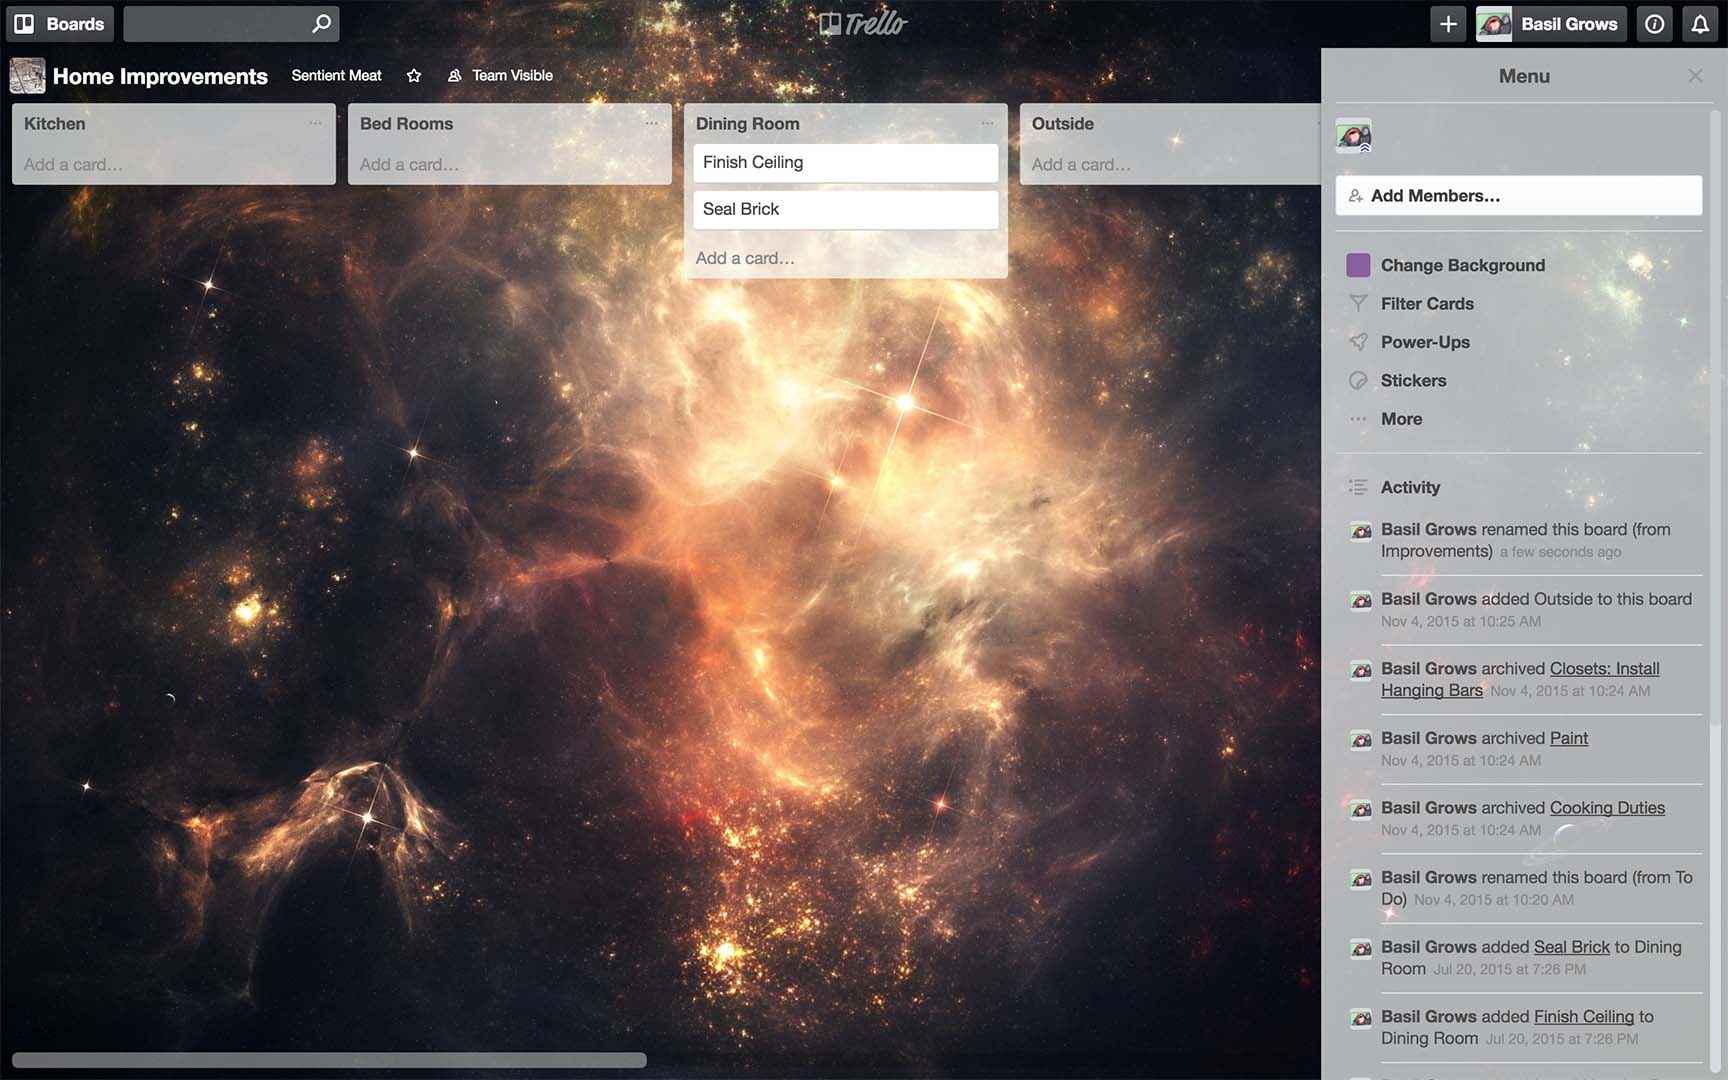 Boards
Trello
Basil Grows
Home Improvements
Sentient Meat
Team Visible
Kitchen
Add a card…
Bed Rooms
Add a card…
Dining Room
Finish Ceiling
Seal Brick
Add a card…
Outside
Add a card…
Menu
Add Members…
Change Background
Filter Cards
Power-Ups
Stickers
More
Activity
Basil Grows renamed this board (from
Improvements) a few seconds ago
Basil Grows added Outside to this board
Nov 4, 2015 at 10:25 AM
Basil Grows archived Closets: Install
Hanging Bars Nov 4, 2015 at 10:24 AM
Basil Grows archived Paint
Nov 4, 2015 at 10:24 AM
Basil Grows archived Cooking Duties
Nov 4, 2015 at 10:24 AM
Basil Grows renamed this board (from To
Do) Nov 4, 2015 at 10:20 AM
Basil Grows added Seal Brick to Dining
Room Jul 20, 2015 at 7:26 PM
Basil Grows added Finish Ceiling to
Dining Room Jul 20, 2015 at 7:26 PM